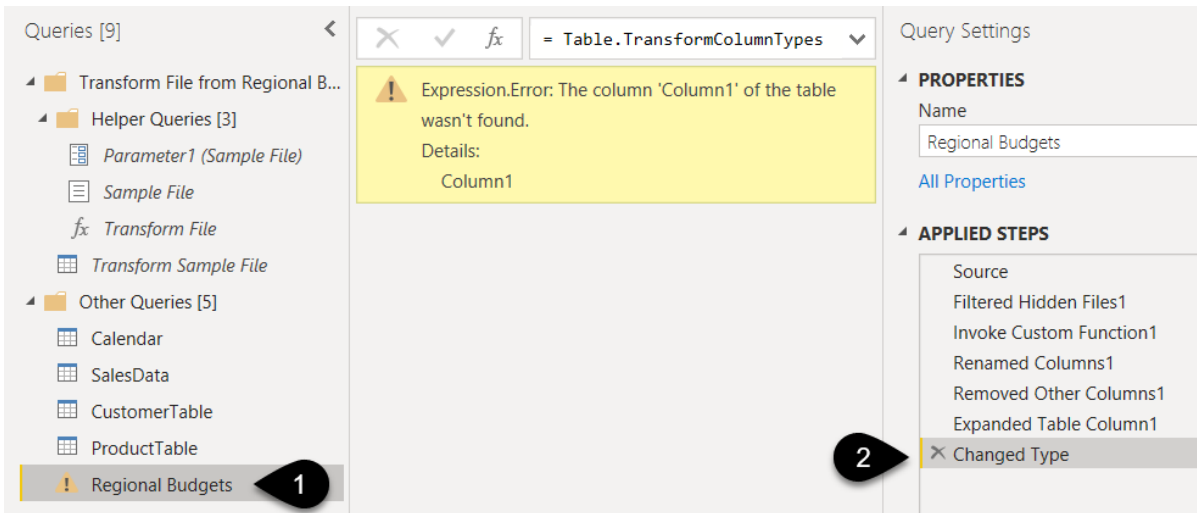 Queries [9]
Transform File from Regional B...
Helper Queries [3]
Parameter1 (Sample File)
Sample File
fx Transform File
Transform Sample File
Other Queries [5]
Calendar
SalesData
CustomerTable
ProductTable
Regional Budgets
1
fx
= Table.TransformColumnTypes
Expression.Error: The column 'Column1' of the table
wasn't found.
Details:
Column1
Query Settings
PROPERTIES
Name
Regional Budgets
All Properties
APPLIED STEPS
Source
Filtered Hidden Files1
Invoke Custom Function1
Renamed Columns1
Removed Other Columns1
Expanded Table Column1
2
Changed Type